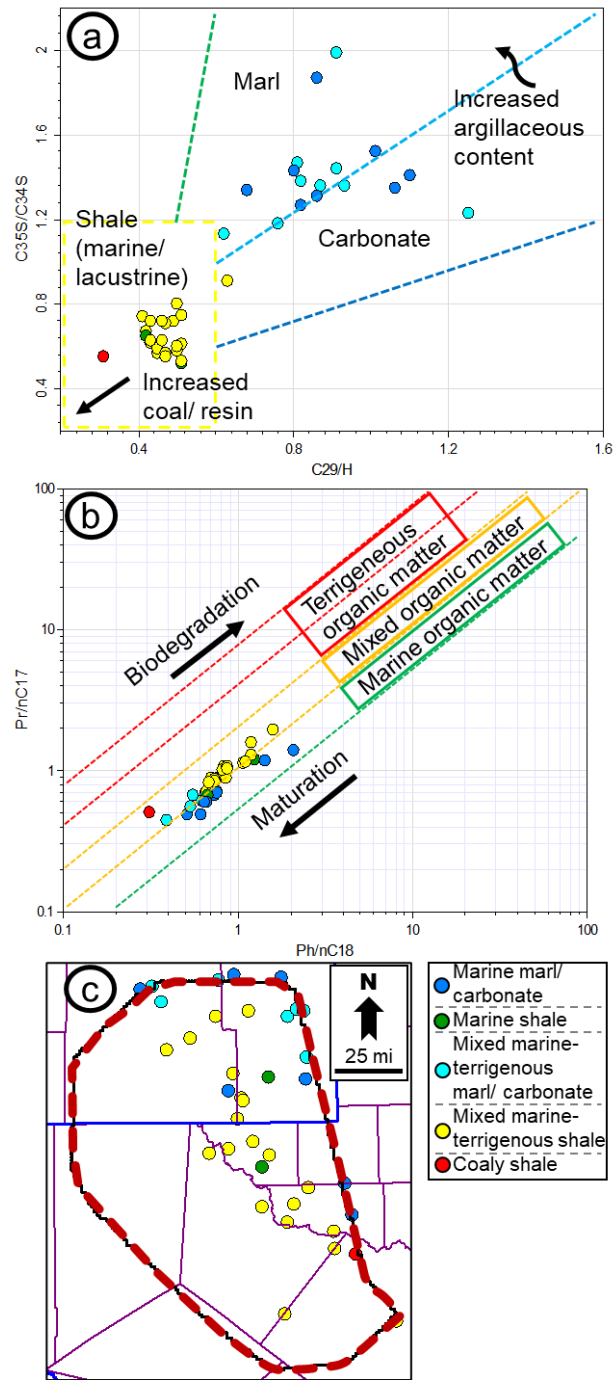 a
C35S/C34S
2
1.6
1.2
0.8
0.4
Marl
Increased
argillaceous
content
Shale
(marine/
lacustrine)
Carbonate
Increased
coal/ resin
0.4
0.8
1.2
1.6
C29/H
b
Pr/nC17
100
10
1
0.1
Biodegradation
Terrigeneous
organic matter
Mixed organic matter
Marine organic matter
Maturation
0.1
1
10
100
Ph/nC18
c
N
25 mi
Marine marl/
carbonate
Marine shale
Mixed marine-
terrigenous
marl/ carbonate
Mixed marine-
terrigenous shale
Coaly shale